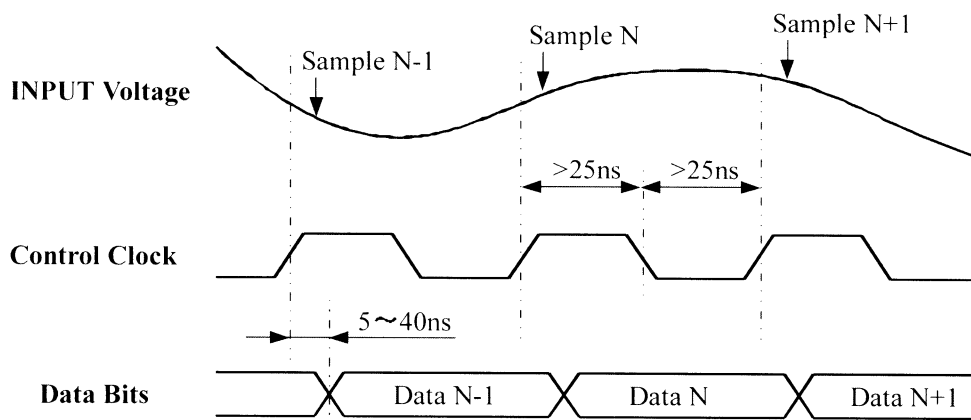 Sample N-1
Sample N
Sample N+1
INPUT Voltage
>25ns
>25ns
Control Clock
5～40ns
Data Bits
Data N-1
Data N
Data N+1